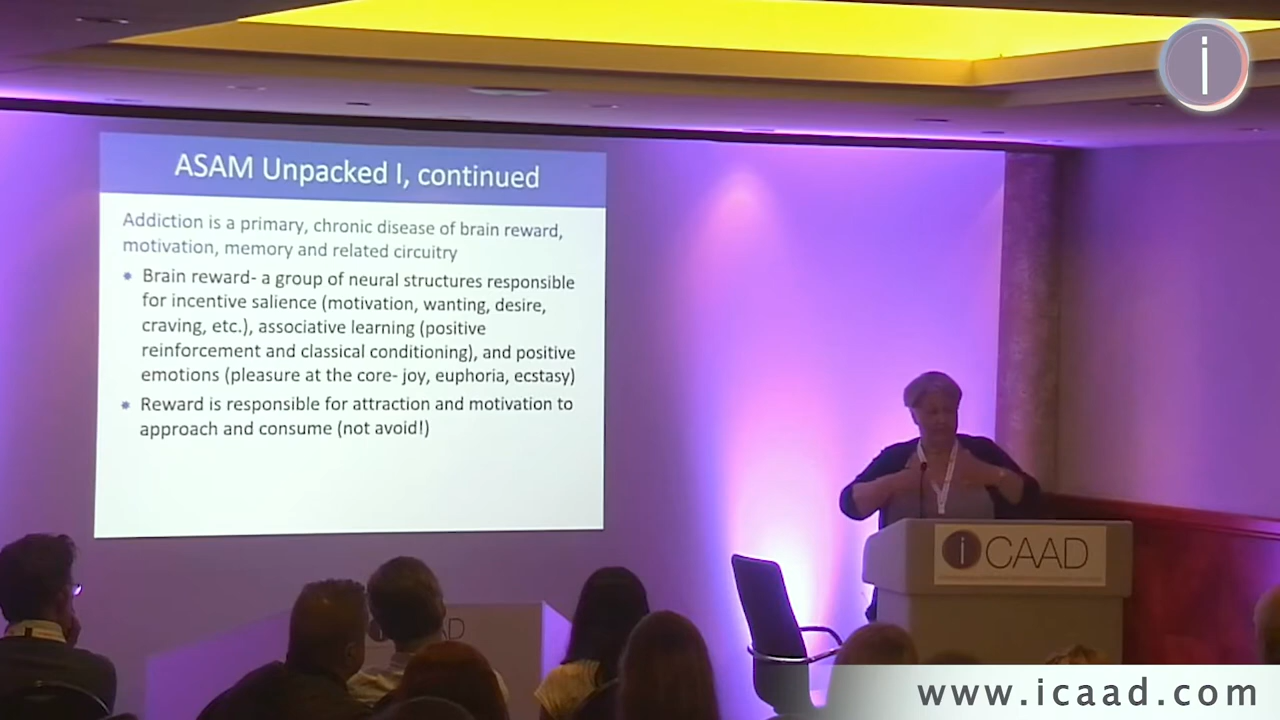 i
ASAM Unpacked I, continued
Addiction is a primary, chronic disease of brain reward,
motivation, memory and related circuitry
Brain reward- a group of neural structures responsible
for incentive salience (motivation, wanting, desire,
craving, etc.), associative learning (positive
reinforcement and classical conditioning), and positive
emotions (pleasure at the core- joy, euphoria, ecstasy)
Reward is responsible for attraction and motivation to
approach and consume (not avoid!)
i CAAD
www.icaad.com